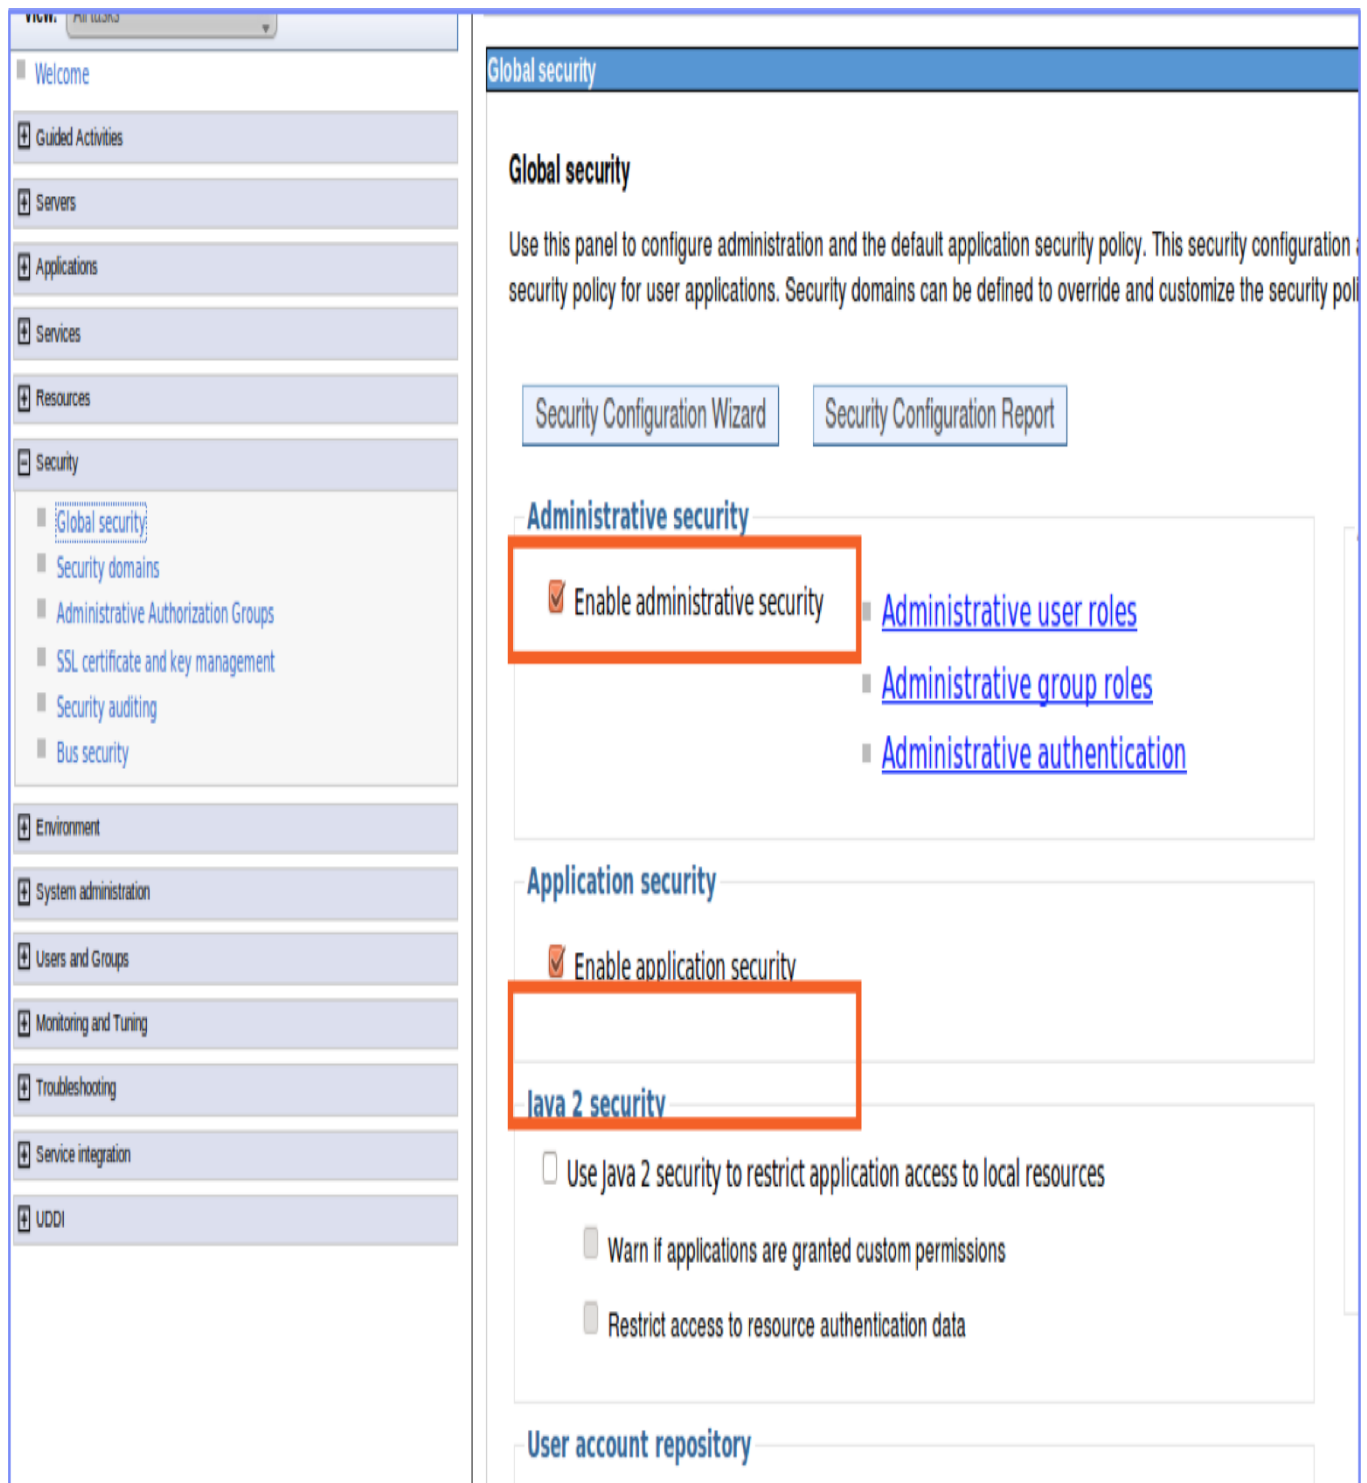 View: All tasks
Welcome
Guided Activities
Servers
Applications
Services
Resources
Security
Global security
Security domains
Administrative Authorization Groups
SSL certificate and key management
Security auditing
Bus security
Environment
System administration
Users and Groups
Monitoring and Tuning
Troubleshooting
Service integration
UDDI
Global security
Global security
Use this panel to configure administration and the default application security policy. This security configuration
security policy for user applications. Security domains can be defined to override and customize the security poli
Security Configuration Wizard
Security Configuration Report
Administrative security
Enable administrative security
Administrative user roles
Administrative group roles
Administrative authentication
Application security
Enable application security
Java 2 security
Use Java 2 security to restrict application access to local resources
Warn if applications are granted custom permissions
Restrict access to resource authentication data
User account repository